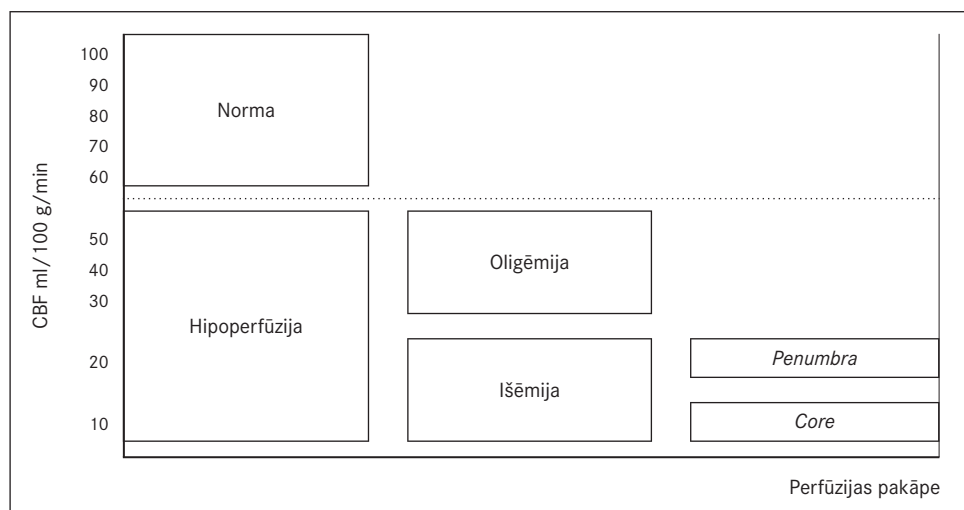 CBF ml/100 g/min
100
90
80
70
60
50
40
30
20
10
Norma
Hipoperfūzija
Oligēmija
Išēmija
Penumbra
Core
Perfūzijas pakāpe